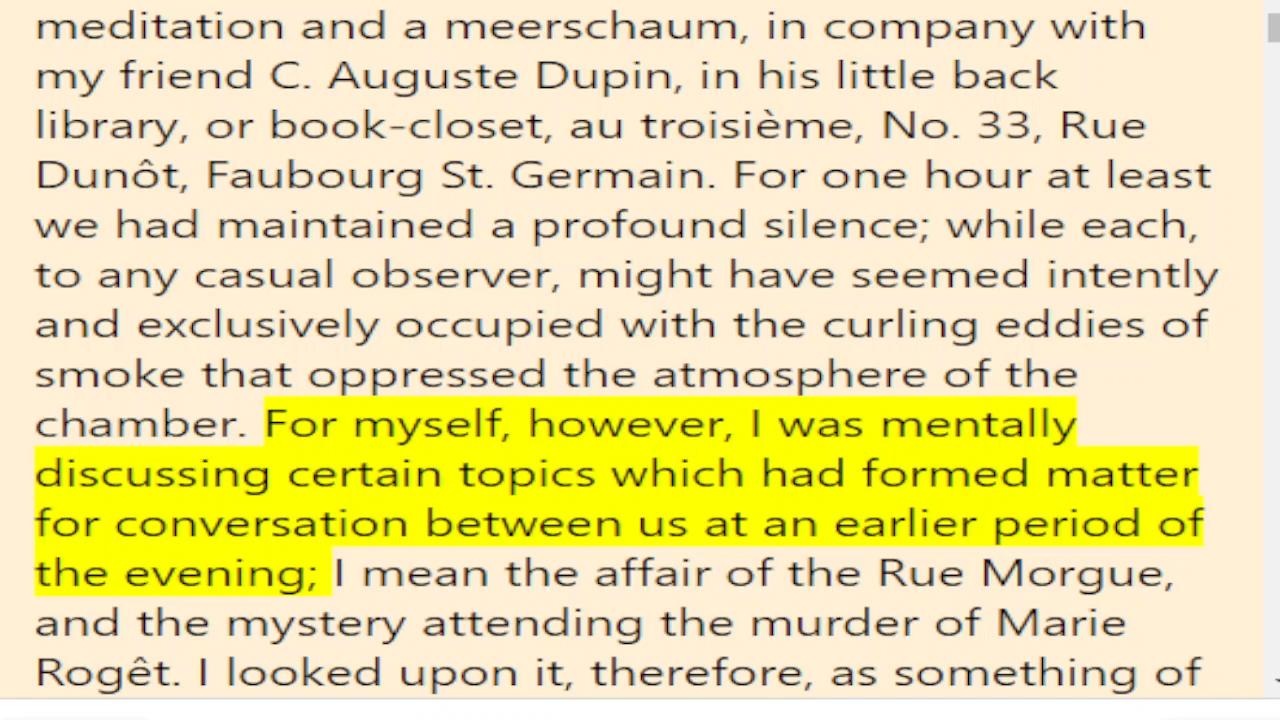 meditation and a meerschaum, in company with
my friend C. Auguste Dupin, in his little back
library, or book-closet, au troisième, No. 33, Rue
Dunôt, Faubourg St. Germain. For one hour at least
we had maintained a profound silence; while each,
to any casual observer, might have seemed intently
and exclusively occupied with the curling eddies of
smoke that oppressed the atmosphere of the
chamber. For myself, however, I was mentally
discussing certain topics which had formed matter
for conversation between us at an earlier period of
the evening; I mean the affair of the Rue Morgue,
and the mystery attending the murder of Marie
Rogêt. I looked upon it, therefore, as something of